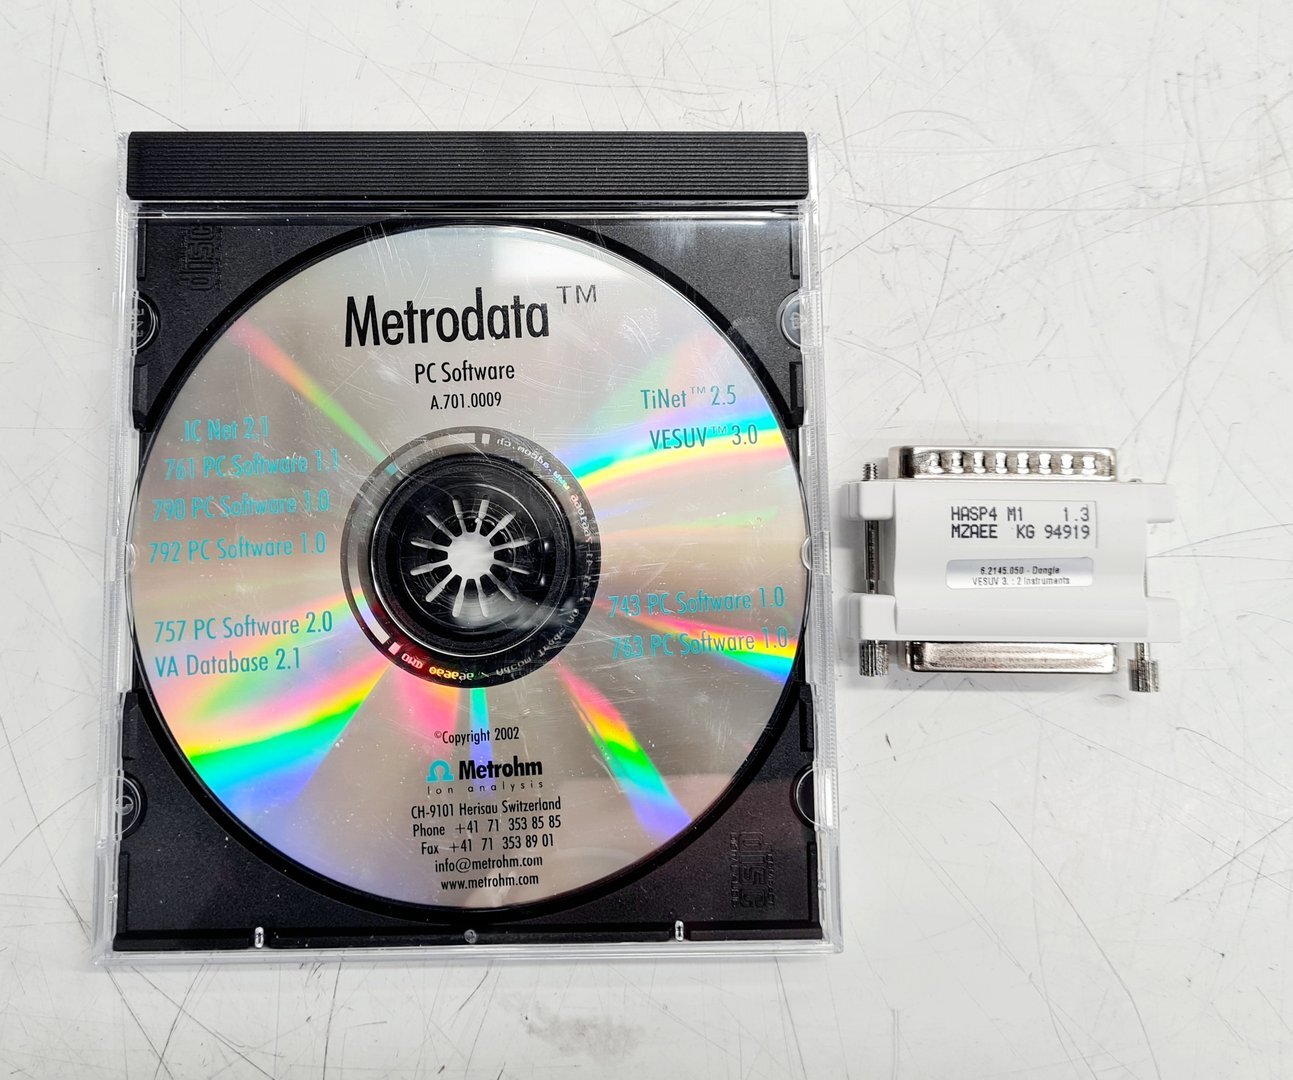 Metrodata™
PC Software
A.701.0009
TiNet™ 2.5
VESUV™ 3.0
IC Net 2.1
761 PC Software 1.1
790 PC Software 1.0
792 PC Software 1.0
757 PC Software 2.0
VA Database 2.1
743 PC Software 1.0
763 PC Software 1.0
©Copyright 2002
Metrohm
Ion analysis
CH-9101 Herisau Switzerland
Phone +41 71 353 85 85
Fax +41 71 353 89 01
info@metrohm.com
www.metrohm.com
disc
disc
HASP4 M1 1.3
MZAEE KG 94919
6.2145.050 - Dongle
VESUV 3. : 2 Instruments